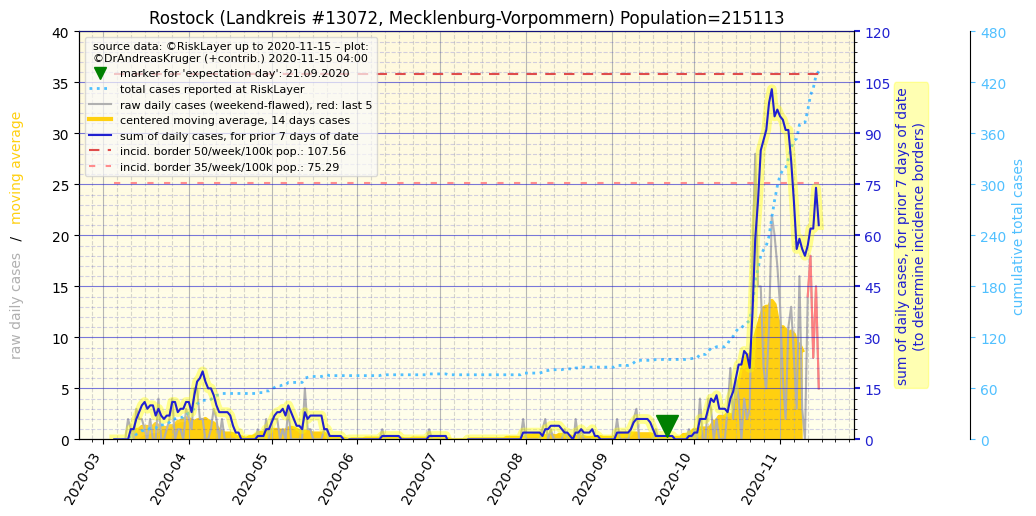 Rostock (Landkreis #13072, Mecklenburg-Vorpommern) Population=215113
source data: ©RiskLayer up to 2020-11-15 – plot:
©DrAndreasKruger (+contrib.) 2020-11-15 04:00
marker for 'expectation day': 21.09.2020
total cases reported at RiskLayer
raw daily cases (weekend-flawed), red: last 5
centered moving average, 14 days cases
sum of daily cases, for prior 7 days of date
incid. border 50/week/100k pop.: 107.56
incid. border 35/week/100k pop.: 75.29
raw daily cases / moving average
40
35
30
25
20
15
10
5
0
2020-03
2020-04
2020-05
2020-06
2020-07
2020-08
2020-09
2020-10
2020-11
120
105
90
75
60
45
30
15
0
sum of daily cases, for prior 7 days of date
(to determine incidence borders)
480
420
360
300
240
180
120
60
0
cumulative total cases